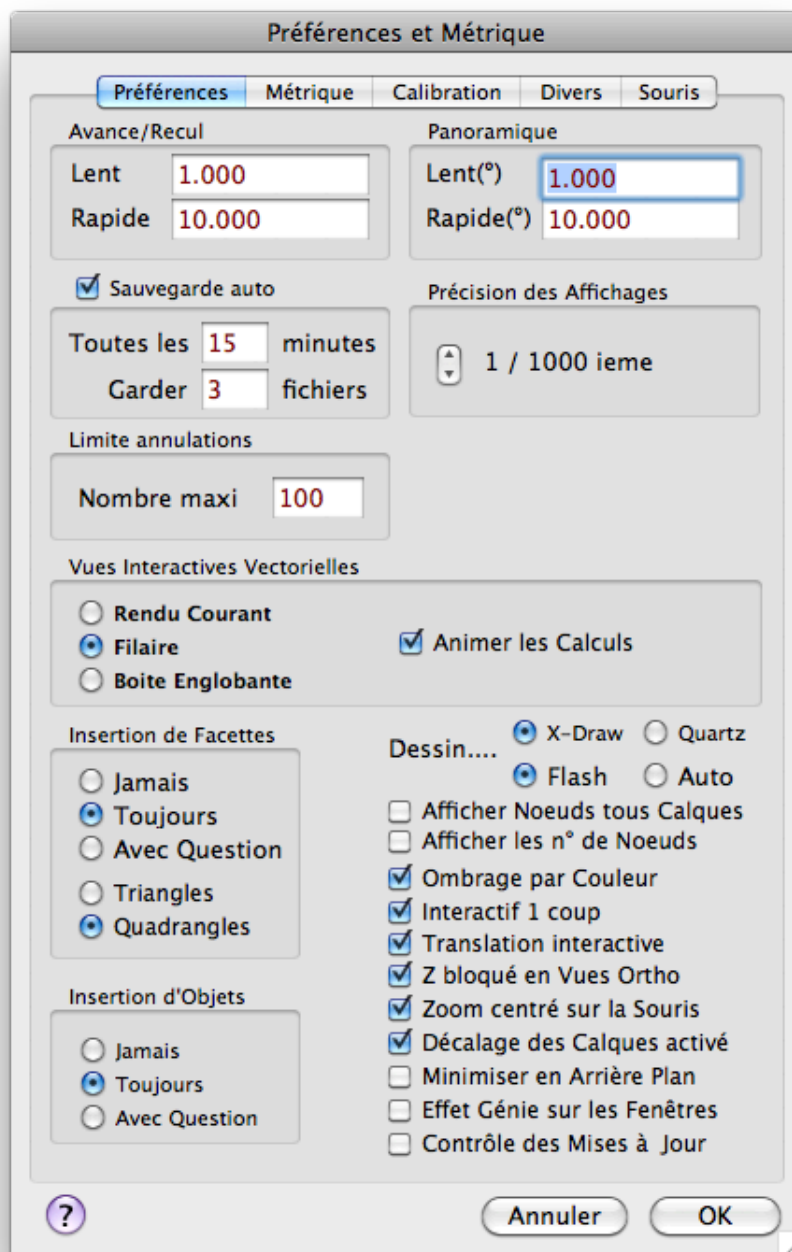 Préférences et Métrique
Préférences Métrique Calibration Divers Souris
Avance/Recul
Lent 1.000
Rapide 10.000
Panoramique
Lent(°) 1.000
Rapide(°) 10.000
Sauvegarde auto
Toutes les 15 minutes
Garder 3 fichiers
Précision des Affichages
1 / 1000 ieme
Limite annulations
Nombre maxi 100
Vues Interactives Vectorielles
Rendu Courant
Filaire
Boite Englobante
Animer les Calculs
Insertion de Facettes
Jamais
Toujours
Avec Question
Triangles
Quadrangles
Insertion d'Objets
Jamais
Toujours
Avec Question
Dessin....
X-Draw Quartz
Flash Auto
Afficher Noeuds tous Calques
Afficher les n° de Noeuds
Ombrage par Couleur
Interactif 1 coup
Translation interactive
Z bloqué en Vues Ortho
Zoom centré sur la Souris
Décalage des Calques activé
Minimiser en Arrière Plan
Effet Génie sur les Fenêtres
Contrôle des Mises à Jour
?
Annuler OK